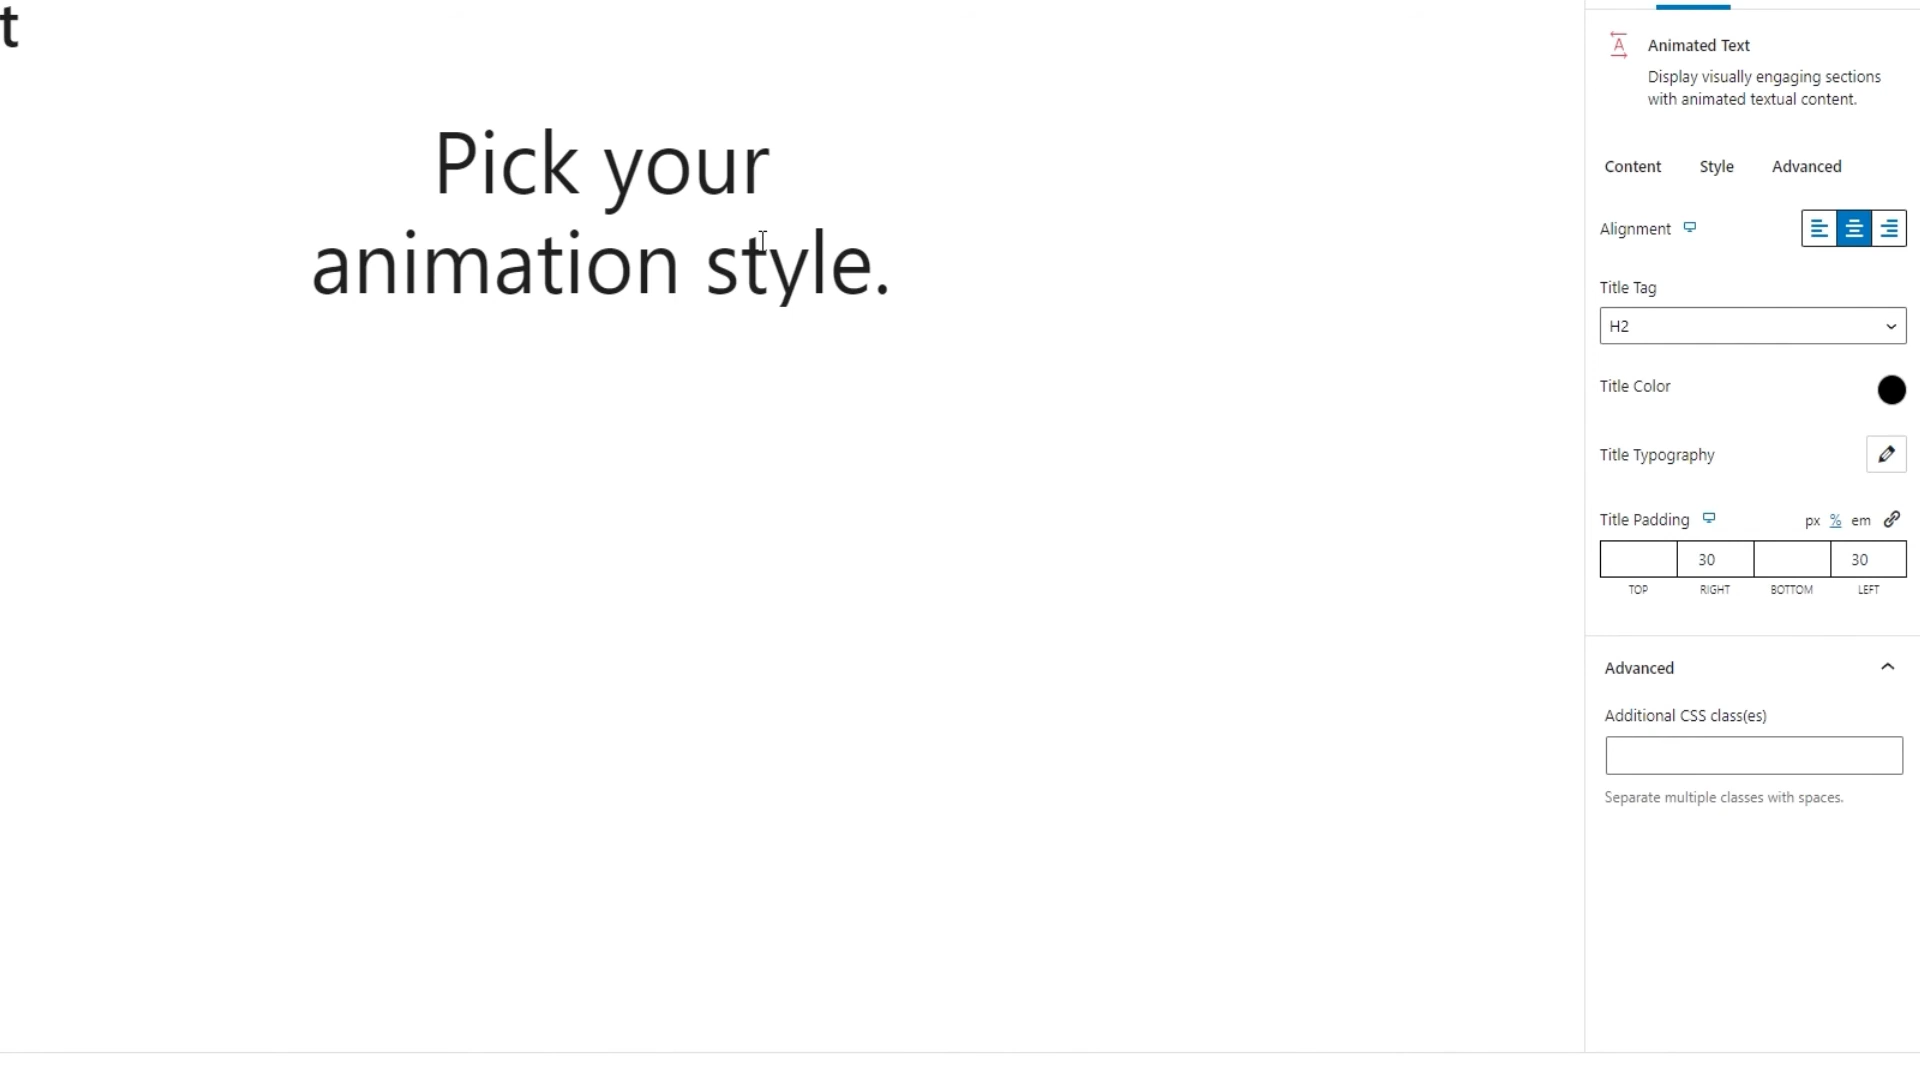 t
Pick your
animation style.
Animated Text
Display visually engaging sections
with animated textual content.
Content Style Advanced
Alignment
Title Tag
H2
Title Color
Title Typography
Title Padding px % em
30 30
TOP RIGHT BOTTOM LEFT
Advanced
Additional CSS class(es)
Separate multiple classes with spaces.